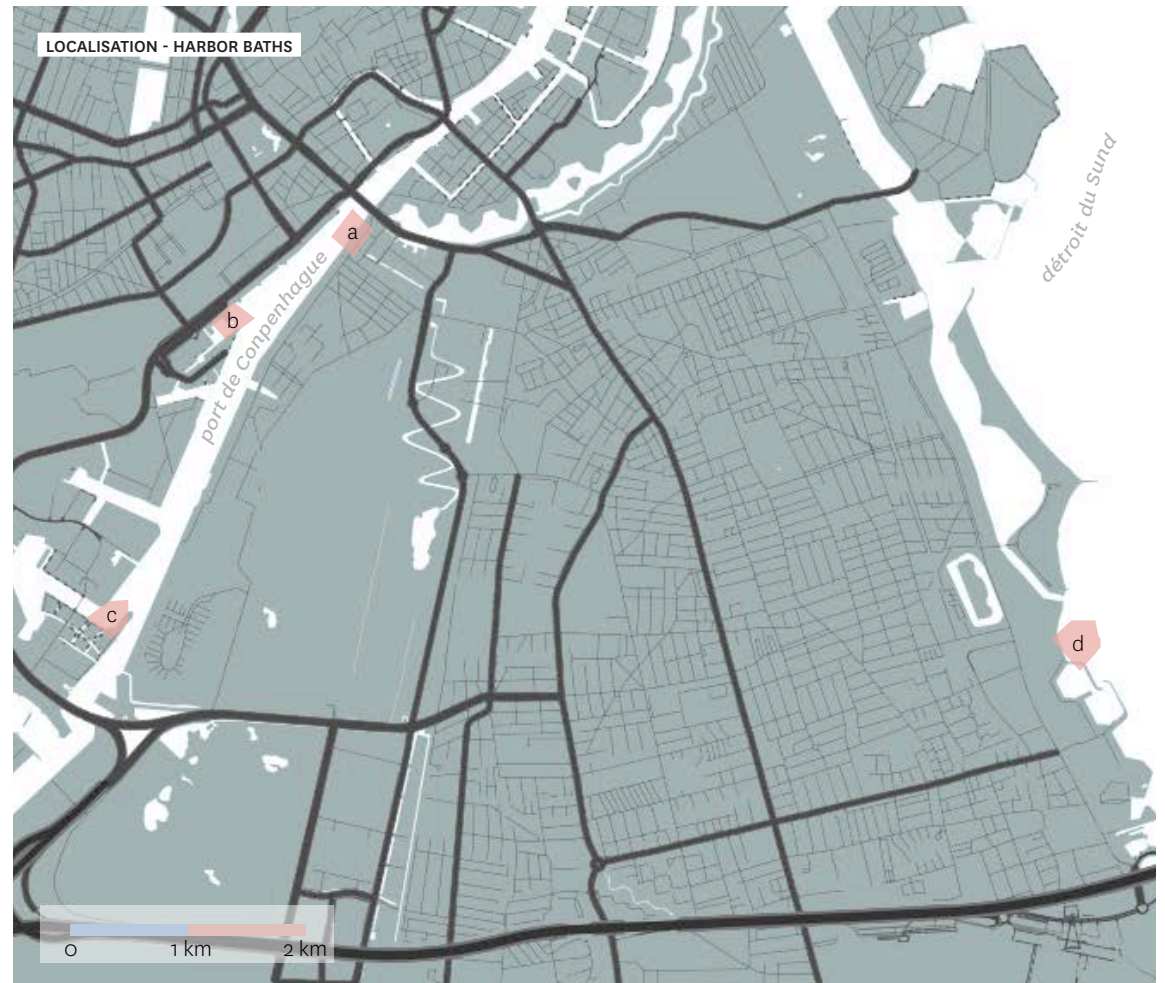 LOCALISATION - HARBOR BATHS
détroit du Sund
a
b
port de Conpenhague
c
d
0 1 km 2 km